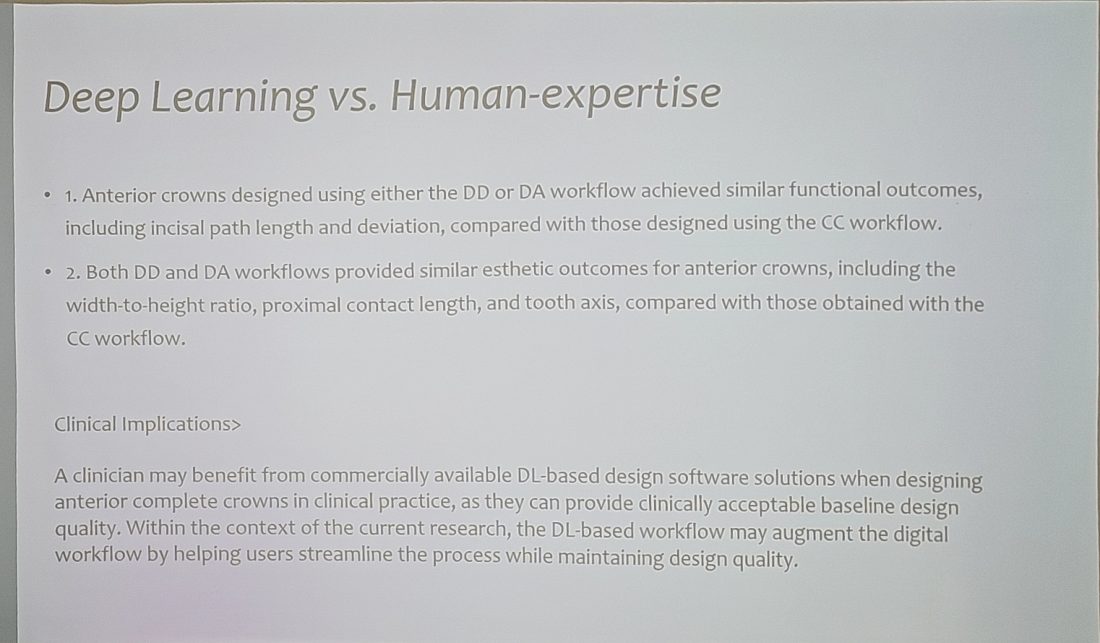 Deep Learning vs. Human-expertise
• 1. Anterior crowns designed using either the DD or DA workflow achieved similar functional outcomes,
including incisal path length and deviation, compared with those designed using the CC workflow.
• 2. Both DD and DA workflows provided similar esthetic outcomes for anterior crowns, including the
width-to-height ratio, proximal contact length, and tooth axis, compared with those obtained with the
CC workflow.
Clinical Implications>
A clinician may benefit from commercially available DL-based design software solutions when designing
anterior complete crowns in clinical practice, as they can provide clinically acceptable baseline design
quality. Within the context of the current research, the DL-based workflow may augment the digital
workflow by helping users streamline the process while maintaining design quality.